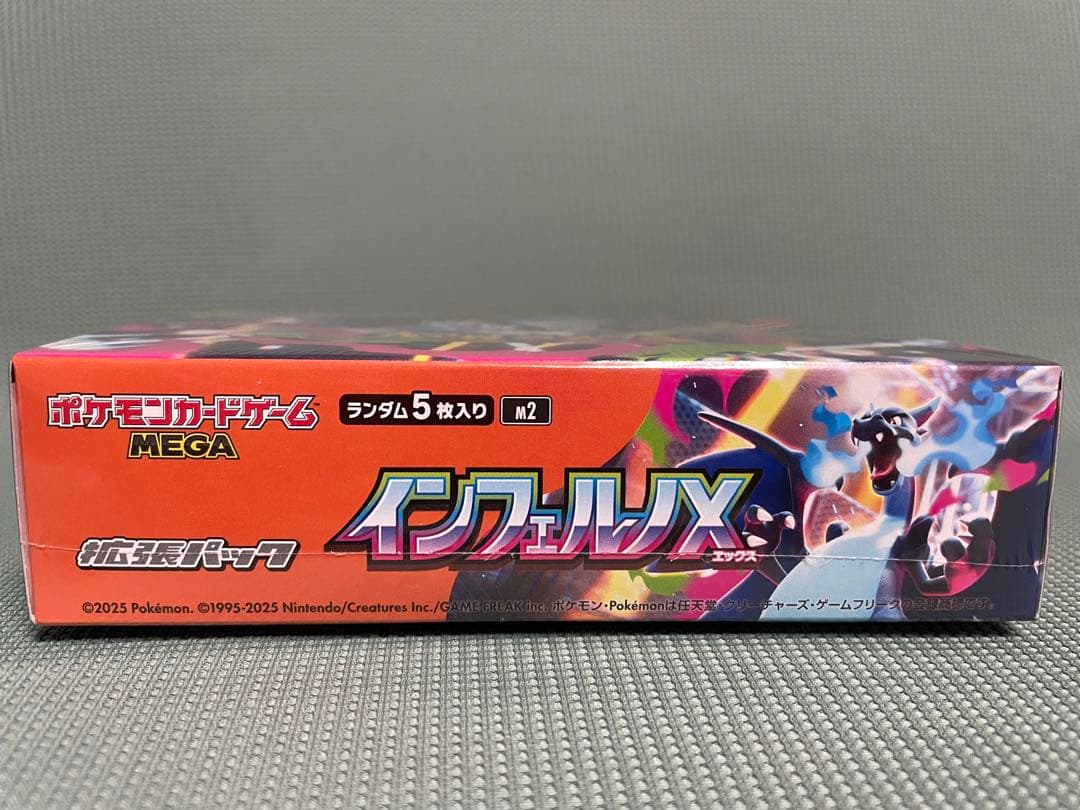 ポケモンカードゲーム™
MEGA
ランダム5枚入り
M2
インフェルノX
エックス
拡張パック
©2025 Pokémon. ©1995-2025 Nintendo/Creatures Inc./GAME FREAK inc. ポケモン・Pokémonは任天堂・クリーチャーズ・ゲームフリークの登録商標です。